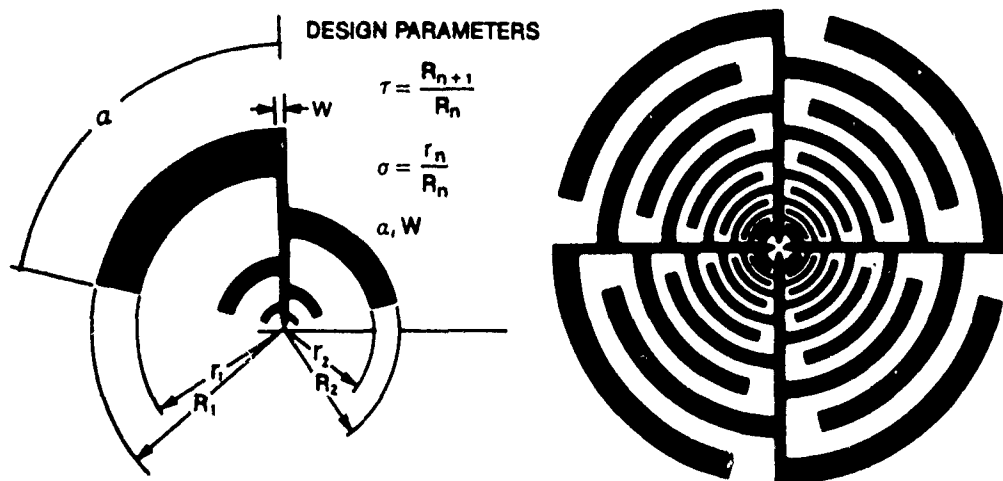 DESIGN PARAMETERS
a
W
τ = R_{n+1} / R_n
σ = r_n / R_n
a, W
r_1
R_1
r_2
R_2